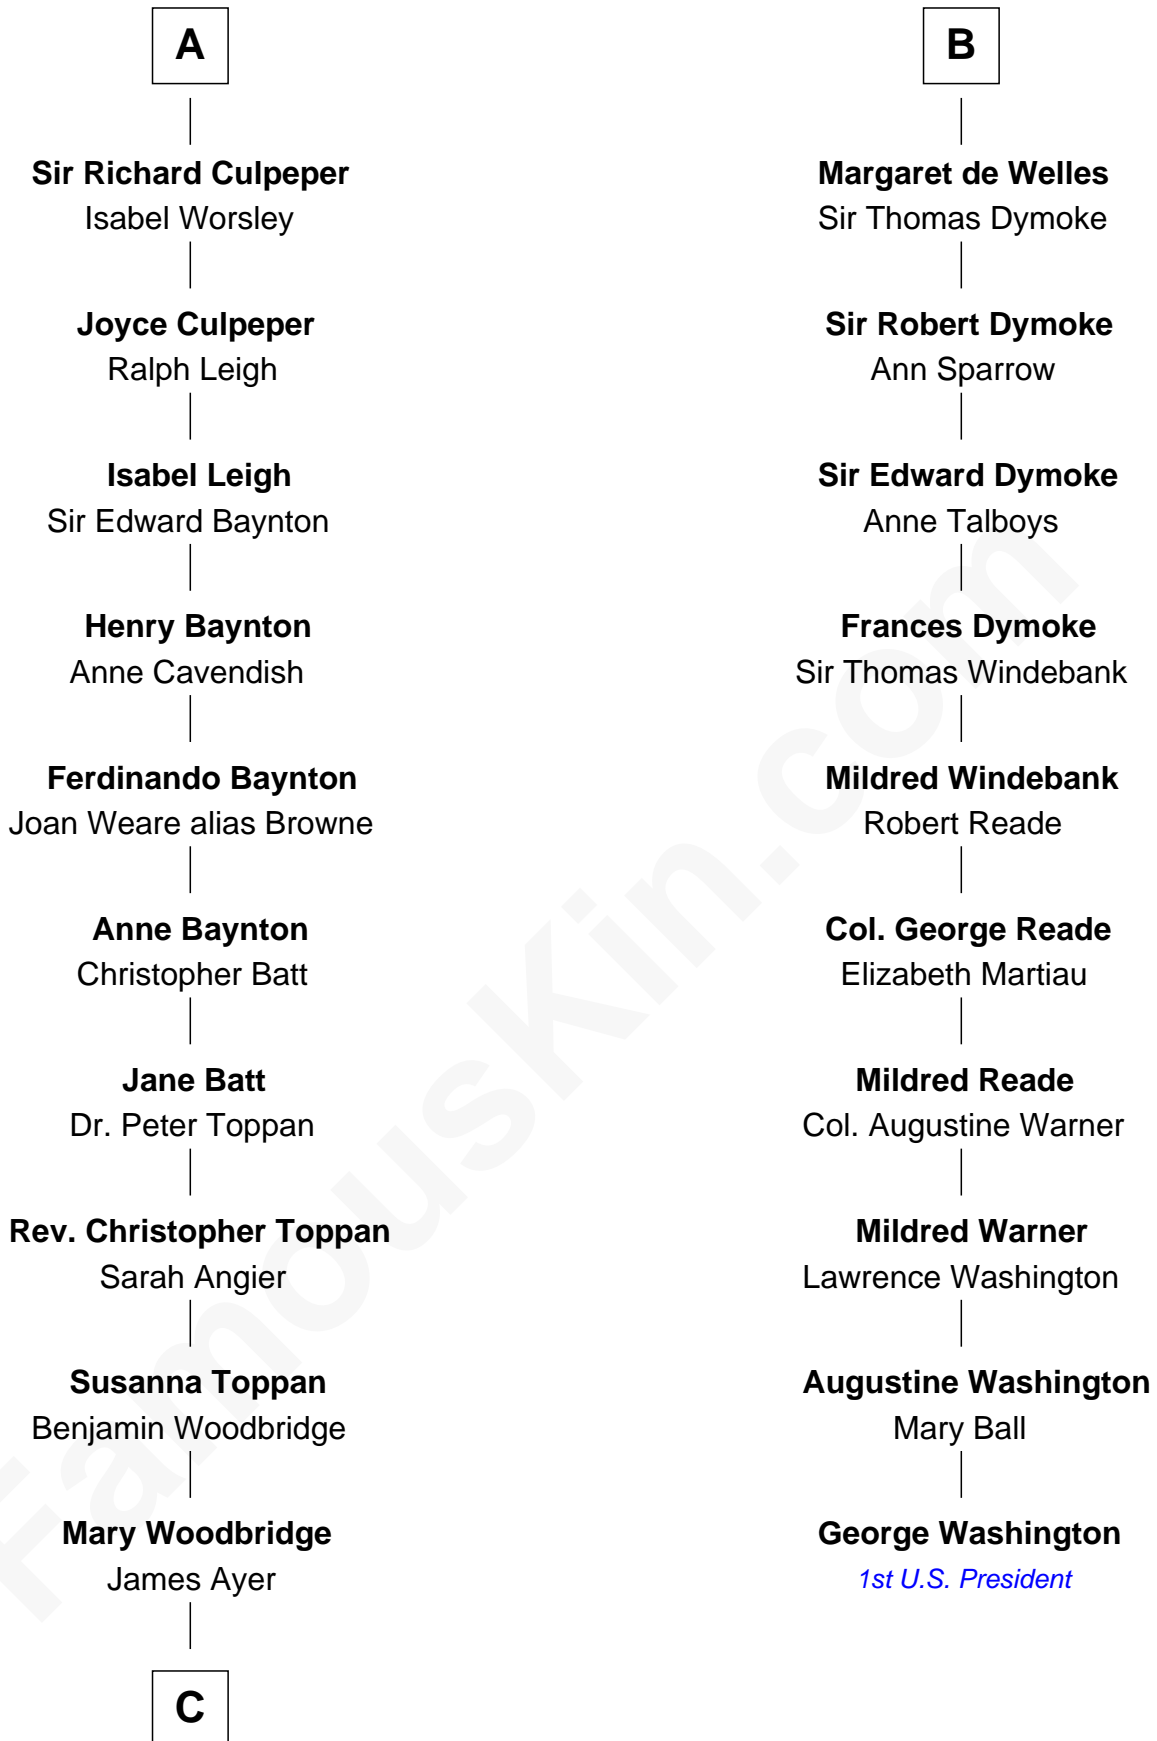 A
Sir Richard Culpeper
Isabel Worsley
Joyce Culpeper
Ralph Leigh
Isabel Leigh
Sir Edward Baynton
Henry Baynton
Anne Cavendish
Ferdinando Baynton
Joan Weare alias Browne
Anne Baynton
Christopher Batt
Jane Batt
Dr. Peter Toppan
Rev. Christopher Toppan
Sarah Angier
Susanna Toppan
Benjamin Woodbridge
Mary Woodbridge
James Ayer
C
B
Margaret de Welles
Sir Thomas Dymoke
Sir Robert Dymoke
Ann Sparrow
Sir Edward Dymoke
Anne Talboys
Frances Dymoke
Sir Thomas Windebank
Mildred Windebank
Robert Reade
Col. George Reade
Elizabeth Martiau
Mildred Reade
Col. Augustine Warner
Mildred Warner
Lawrence Washington
Augustine Washington
Mary Ball
George Washington
1st U.S. President
FamousKin.com